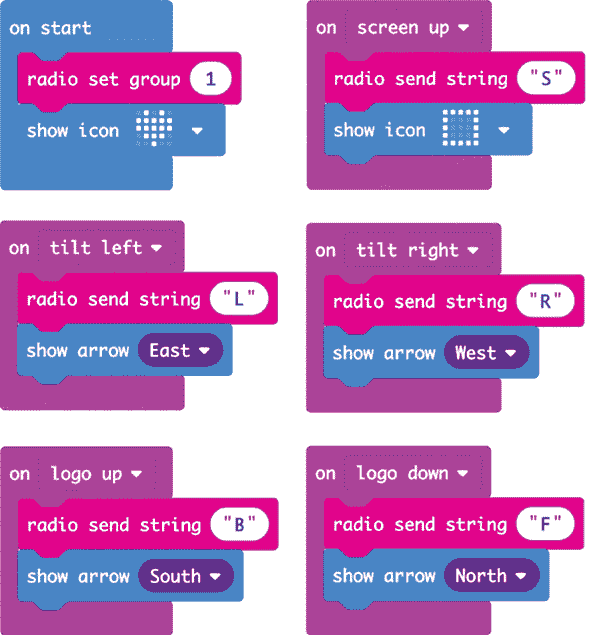 on start
radio set group 1
show icon
on screen up
radio send string "S"
show icon
on tilt left
radio send string "L"
show arrow East
on tilt right
radio send string "R"
show arrow West
on logo up
radio send string "B"
show arrow South
on logo down
radio send string "F"
show arrow North